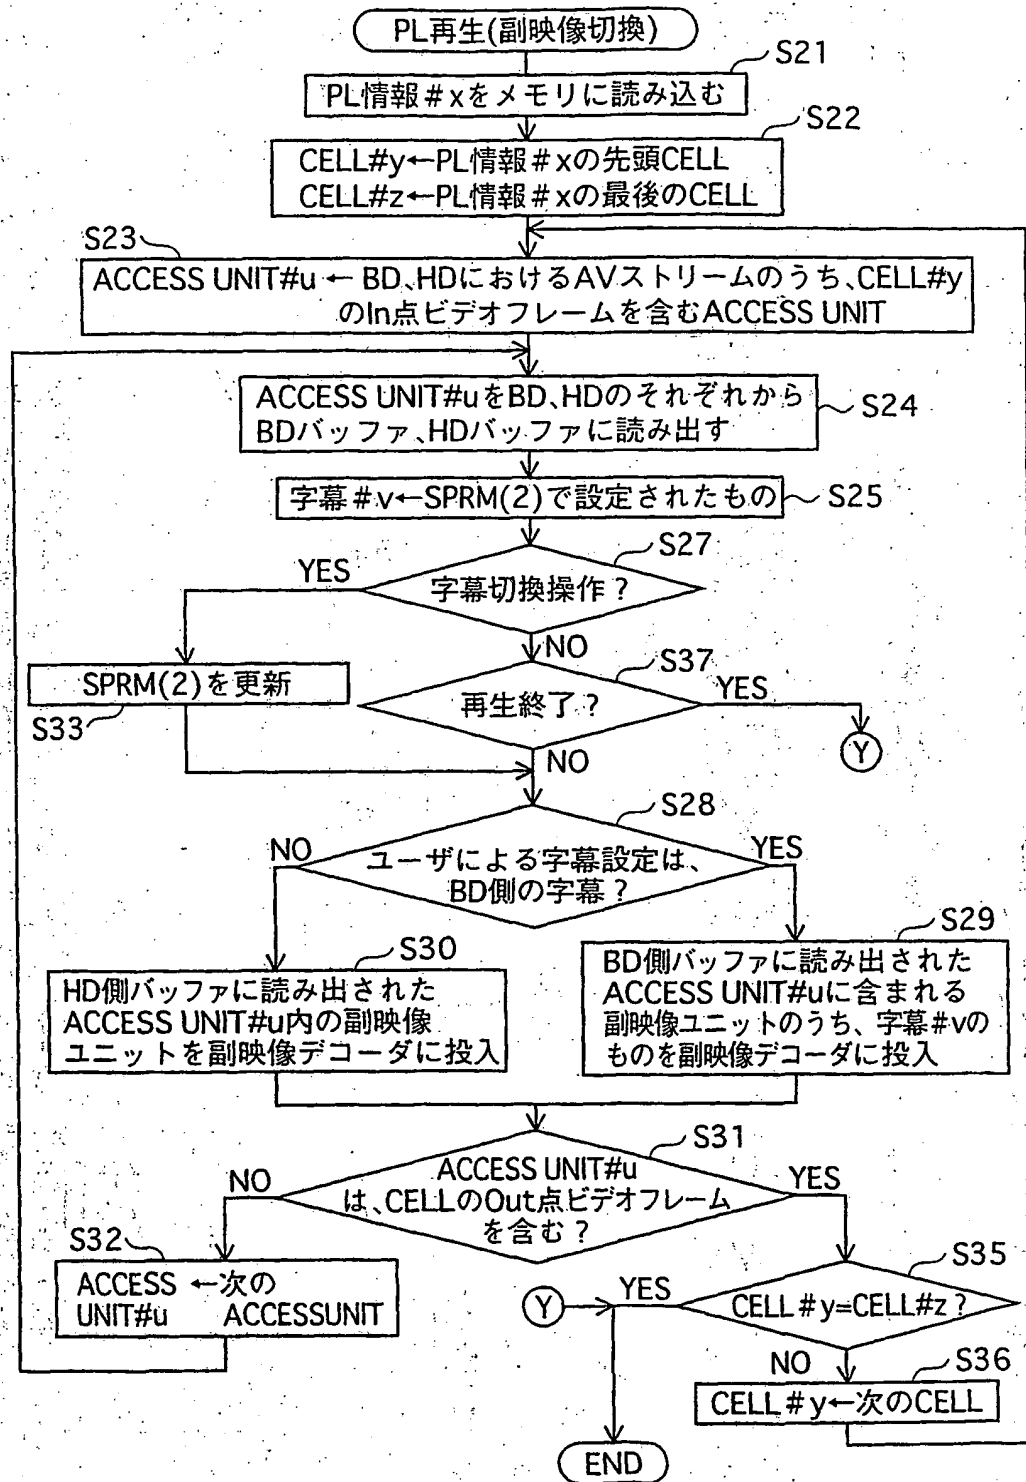 PL再生(副映像切換)
S21
PL情報#xをメモリに読み込む
S22
CELL#y←PL情報#xの先頭CELL
CELL#z←PL情報#xの最後のCELL
S23
ACCESS UNIT#u ← BD、HDにおけるAVストリームのうち、CELL#y
のIn点ビデオフレームを含むACCESS UNIT
ACCESS UNIT#uをBD、HDのそれぞれから
BDバッファ、HDバッファに読み出す
S24
字幕#v←SPRM(2)で設定されたもの
S25
S27
YES
字幕切換操作?
NO
S37
SPRM(2)を更新
YES
再生終了?
S33
Y
NO
S28
NO
YES
ユーザによる字幕設定は、
BD側の字幕?
S29
S30
HD側バッファに読み出された
ACCESS UNIT#u内の副映像
ユニットを副映像デコーダに投入
BD側バッファに読み出された
ACCESS UNIT#uに含まれる
副映像ユニットのうち、字幕#vの
ものを副映像デコーダに投入
S31
NO
ACCESS UNIT#u
YES
は、CELLのOut点ビデオフレーム
を含む?
S32
S35
ACCESS ←次の
UNIT#u ACCESSUNIT
Y
YES
CELL#y=CELL#z?
NO
S36
CELL#y←次のCELL
END